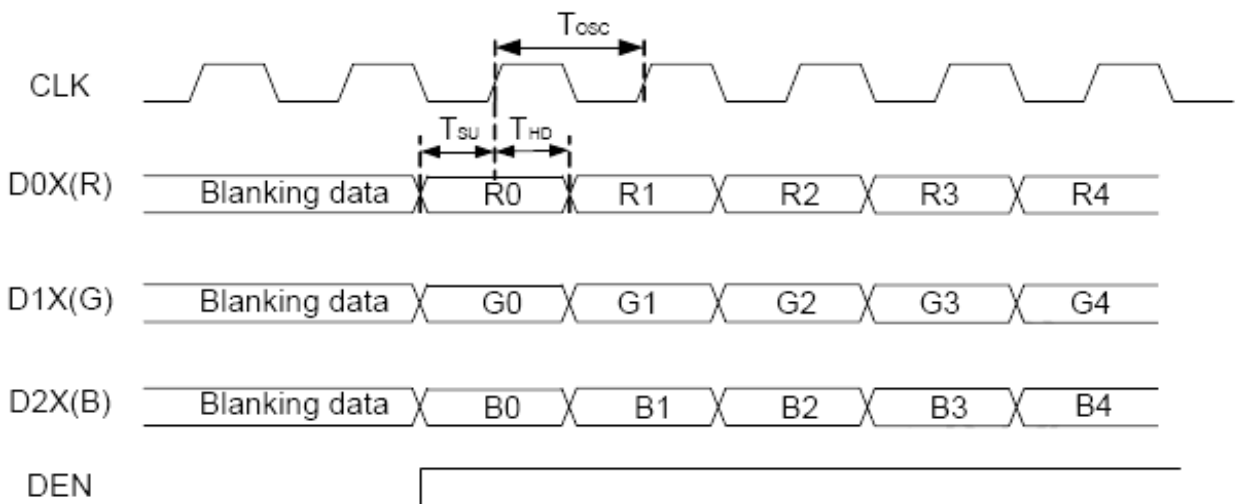 Tosc
CLK
TSU THD
D0X(R) Blanking data R0 R1 R2 R3 R4
D1X(G) Blanking data G0 G1 G2 G3 G4
D2X(B) Blanking data B0 B1 B2 B3 B4
DEN